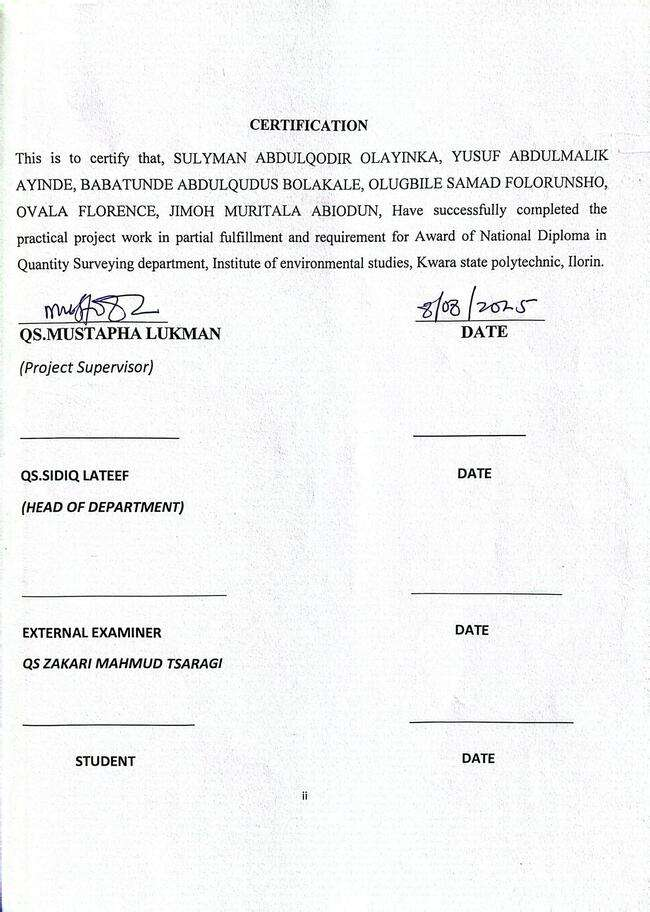 CERTIFICATION
This is to certify that, SULYMAN ABDULQODIR OLAYINKA, YUSUF ABDULMALIK
AYINDE, BABATUNDE ABDULQUDUS BOLAKALE, OLUGBILE SAMAD FOLORUNSHO,
OVALA FLORENCE, JIMOH MURITALA ABIODUN, Have successfully completed the
practical project work in partial fulfillment and requirement for Award of National Diploma in
Quantity Surveying department, Institute of environmental studies, Kwara state polytechnic, Ilorin.
8/08/2025
QS.MUSTAPHA LUKMAN DATE
(Project Supervisor)
QS.SIDIQ LATEEF DATE
(HEAD OF DEPARTMENT)
EXTERNAL EXAMINER DATE
QS ZAKARI MAHMUD TSARAGI
STUDENT DATE
ii